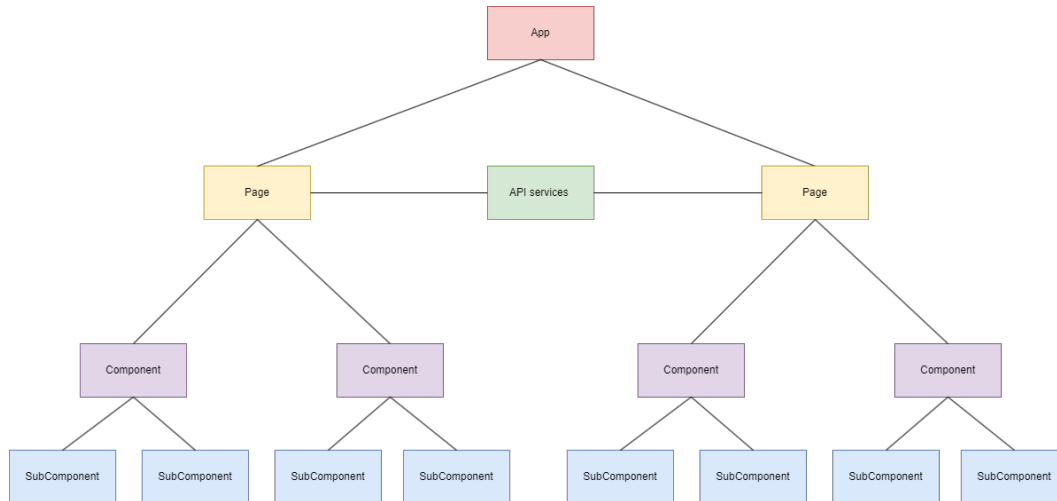 App
Page
API services
Page
Component
Component
Component
Component
SubComponent
SubComponent
SubComponent
SubComponent
SubComponent
SubComponent
SubComponent
SubComponent